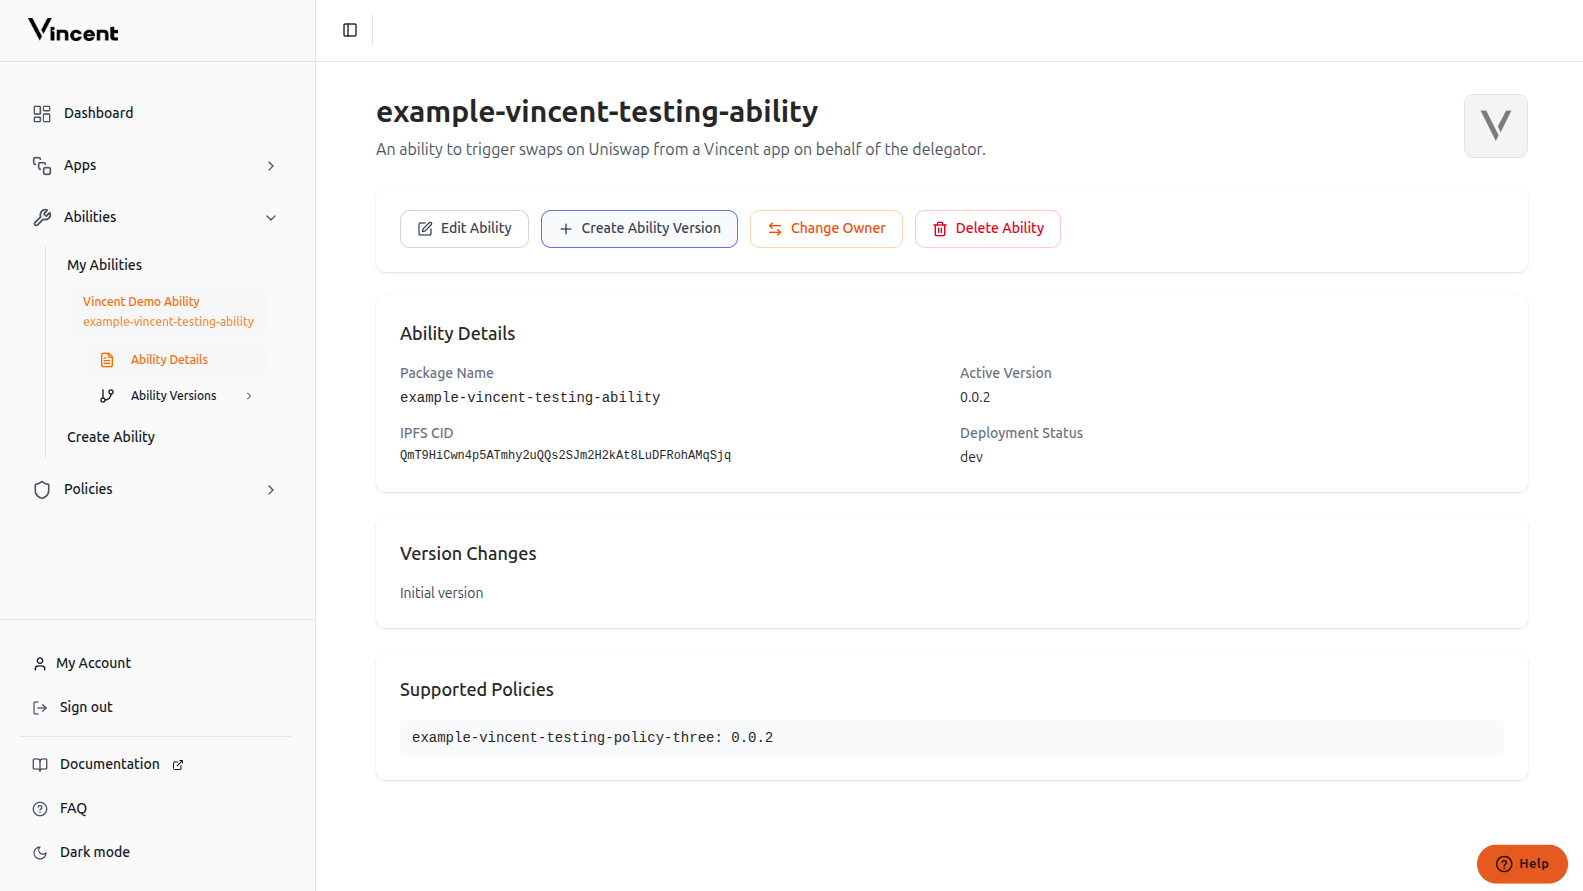 Vincent
Dashboard
Apps
Abilities
My Abilities
Vincent Demo Ability
example-vincent-testing-ability
Ability Details
Ability Versions
Create Ability
Policies
My Account
Sign out
Documentation
FAQ
Dark mode
example-vincent-testing-ability
An ability to trigger swaps on Uniswap from a Vincent app on behalf of the delegator.
V
Edit Ability
Create Ability Version
Change Owner
Delete Ability
Ability Details
Package Name
example-vincent-testing-ability
Active Version
0.0.2
IPFS CID
QmT9HiCwn4p5ATmhy2uQQs2SJm2H2kAt8LuDFRohAMqSjq
Deployment Status
dev
Version Changes
Initial version
Supported Policies
example-vincent-testing-policy-three: 0.0.2
Help